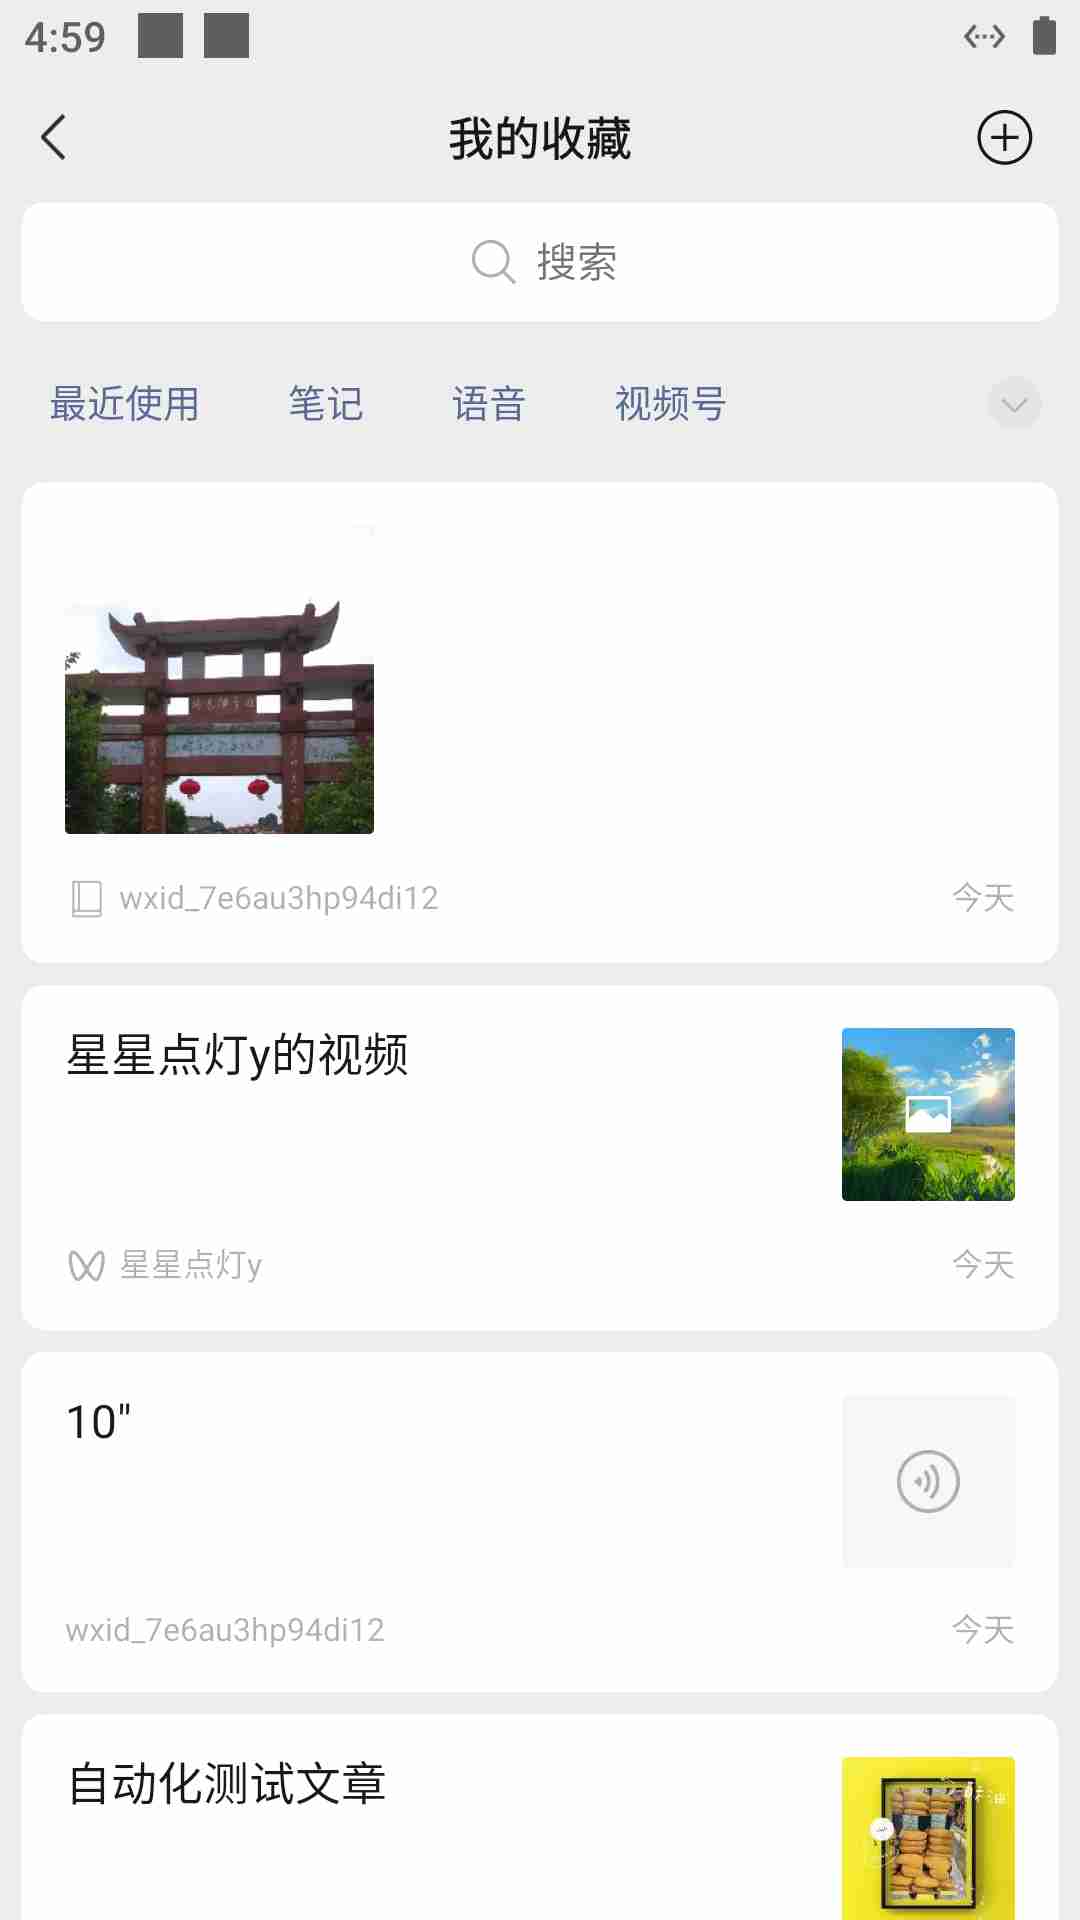 4:59
我的收藏
搜索
最近使用 笔记 语音 视频号
wxid_7e6au3hp94di12 今天
星星点灯y的视频
星星点灯y 今天
10"
wxid_7e6au3hp94di12 今天
自动化测试文章